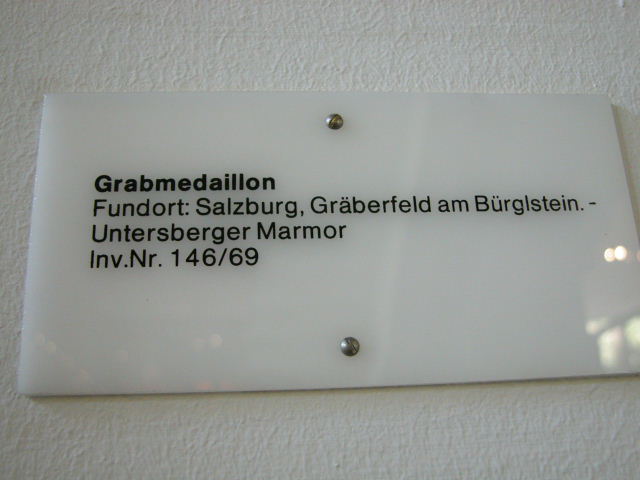 Grabmedaillon
Fundort: Salzburg, Gräberfeld am Bürglstein. -
Untersberger Marmor
Inv.Nr. 146/69